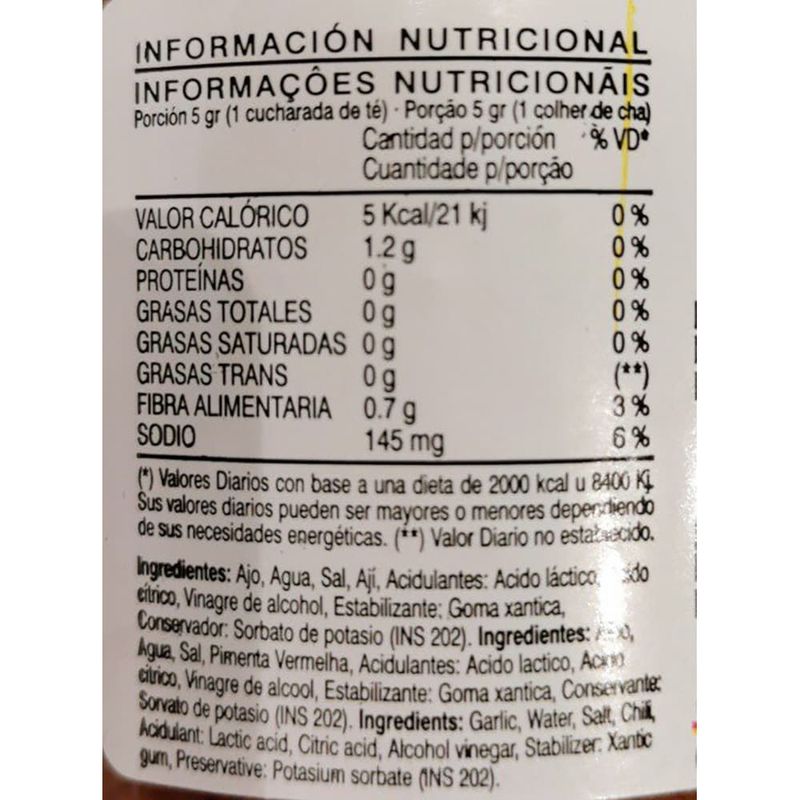 INFORMACIÓN NUTRICIONAL
INFORMAÇÔES NUTRICIONÃIS
Porción 5 gr (1 cucharada de té) - Porção 5 gr (1 colher de cha)
Cantidad p/porción % VD*
Cuantidade p/porção
VALOR CALÓRICO 5 Kcal/21 kj 0 %
CARBOHIDRATOS 1.2 g 0 %
PROTEÍNAS 0 g 0 %
GRASAS TOTALES 0 g 0 %
GRASAS SATURADAS 0 g 0 %
GRASAS TRANS 0 g (**)
FIBRA ALIMENTARIA 0.7 g 3 %
SODIO 145 mg 6 %
(*) Valores Diarios con base a una dieta de 2000 kcal u 8400 Kj.
Sus valores diarios pueden ser mayores o menores dependiendo
de sus necesidades energéticas. (**) Valor Diario no establecido.
Ingredientes: Ajo, Agua, Sal, Ají, Acidulantes: Acido láctico,
cítrico, Vinagre de alcohol, Estabilizante: Goma xantica,
Conservador: Sorbato de potasio (INS 202). Ingredientes:
Agua, Sal, Pimenta Vermelha, Acidulantes: Acido lactico, Acido
citrico, Vinagre de alcool, Estabilizante: Goma xantica, Conservante:
Sorvato de potasio (INS 202). Ingredients: Garlic, Water, Salt, Chili,
Acidulant: Lactic acid, Citric acid, Alcohol vinegar, Stabilizer: Xantic
gum, Preservative: Potasium sorbate (INS 202).